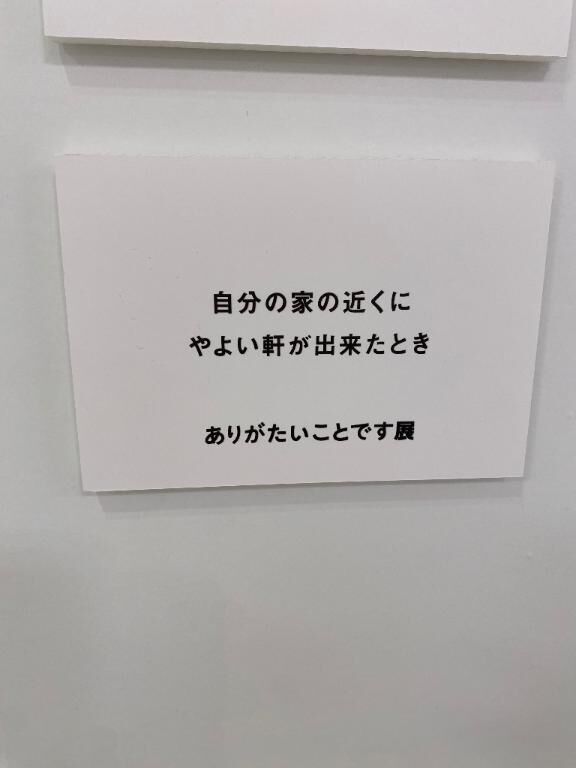 自分の家の近くに
やよい軒が出来たとき
ありがたいことです展